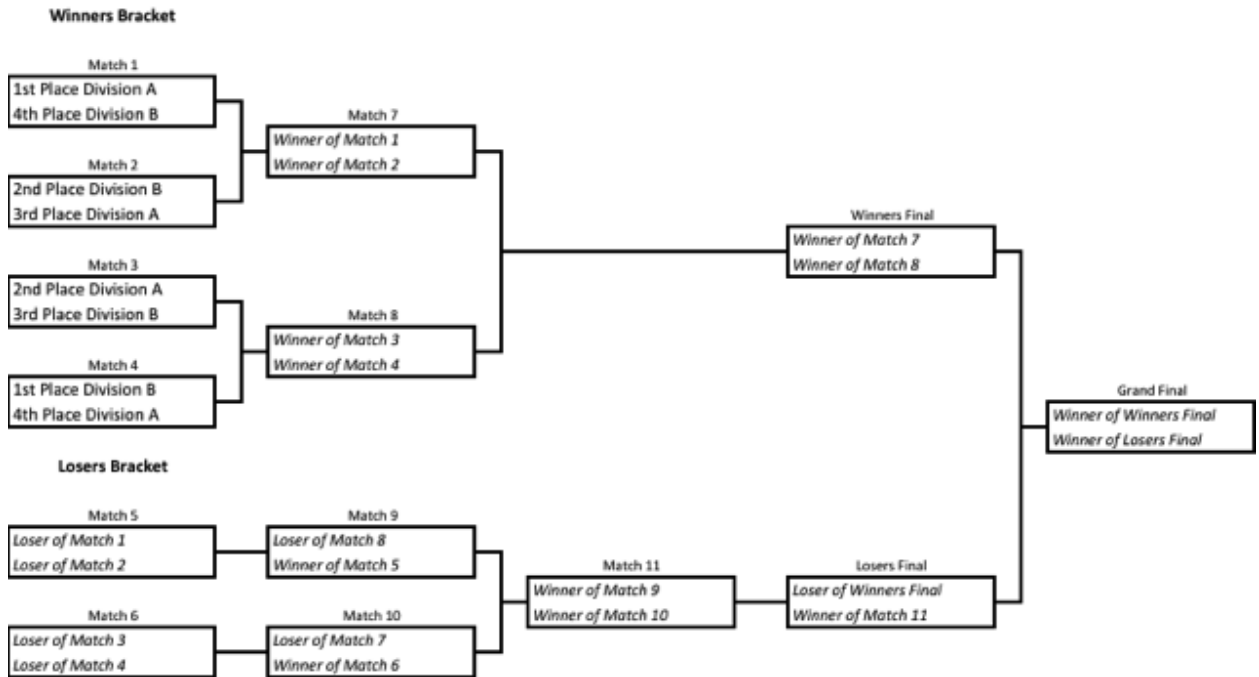 Winners Bracket
Match 1
1st Place Division A
4th Place Division B
Match 2
2nd Place Division B
3rd Place Division A
Match 3
2nd Place Division A
3rd Place Division B
Match 4
1st Place Division B
4th Place Division A
Match 7
Winner of Match 1
Winner of Match 2
Match 8
Winner of Match 3
Winner of Match 4
Winners Final
Winner of Match 7
Winner of Match 8
Grand Final
Winner of Winners Final
Winner of Losers Final
Losers Bracket
Match 5
Loser of Match 1
Loser of Match 2
Match 6
Loser of Match 3
Loser of Match 4
Match 9
Loser of Match 8
Winner of Match 5
Match 10
Loser of Match 7
Winner of Match 6
Match 11
Winner of Match 9
Winner of Match 10
Losers Final
Loser of Winners Final
Winner of Match 11